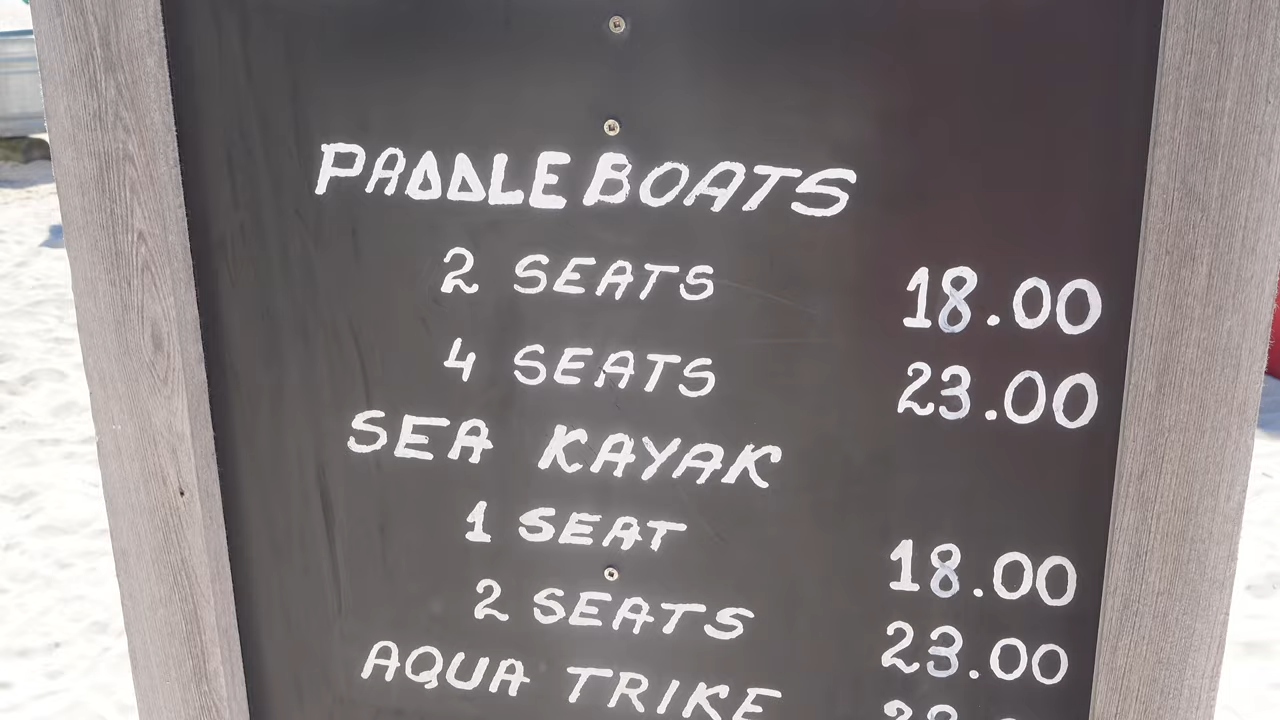 PADDLE BOATS
2 SEATS 18.00
4 SEATS 23.00
SEA KAYAK
1 SEAT 18.00
2 SEATS 23.00
AQUA TRIKE